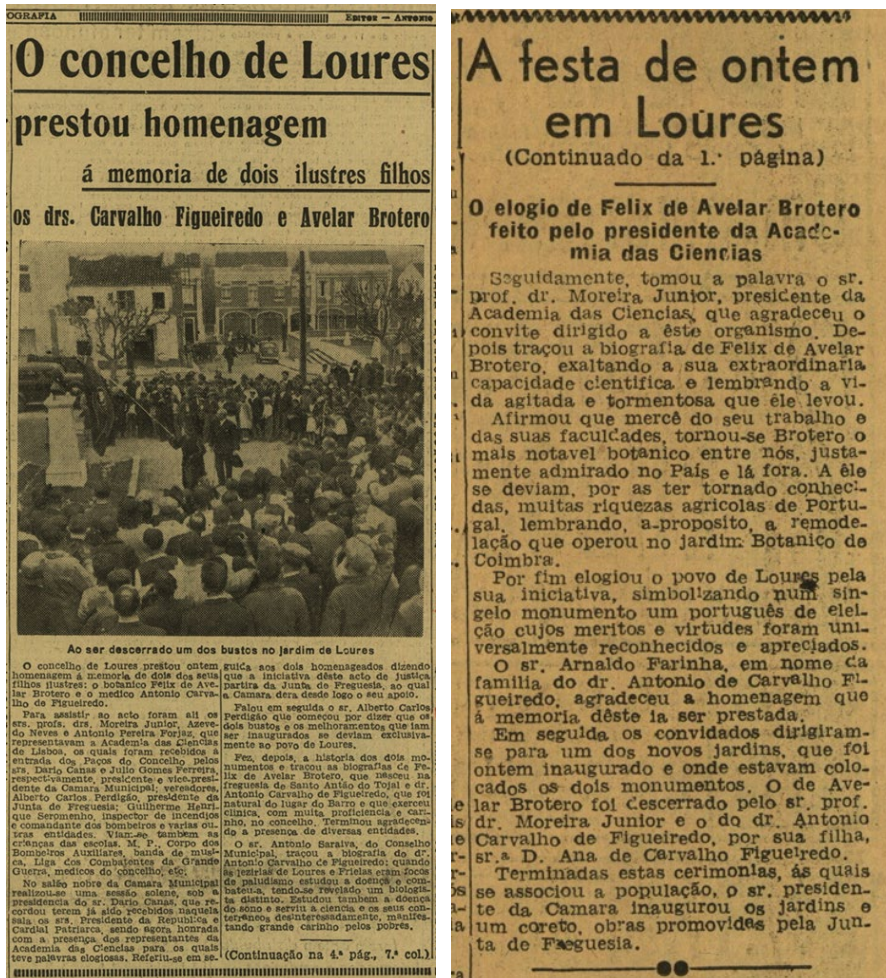 OGRAFIA
EDITOR — ANTONIO
O concelho de Loures
prestou homenagem
á memoria de dois ilustres filhos
os drs. Carvalho Figueiredo e Avelar Brotero
Ao ser descerrado um dos bustos no jardim de Loures
O concelho de Loures prestou ontem
homenagem á memoria de dois dos seus
filhos ilustres: o botanico Felix de Ave-
lar Brotero e o medico Antonio Carva-
lho de Figueiredo.
Para assistir ao acto foram ali os
srs. profs. drs. Moreira Junior, Azeve-
do Neves e Antonio Pereira Forjaz, que
representavam a Academia das Ciencias
de Lisboa, os quais foram recebidos á
entrada dos Paços do Concelho pelos
srs. Dario Canas e Julio Gomes Ferreira,
respectivamente, presidente e vice-presi-
dente da Camara Municipal; vereadores,
Alberto Carlos Perdigão, presidente da
Junta de Freguesia; Guilherme Henri-
que Seromenho, inspector de incendios
e comandante dos bombeiros e varias ou-
tras entidades. Viam-se tambem as
crianças das escolas. M. P., Corpo dos
Bombeiros Auxiliares, banda de musi-
ca, Liga dos Combatentes da Grande
Guerra, medicos do concelho, etc.
No salão nobre da Camara Municipal
realizou-se uma sessão solene, sob a
presidencia do sr. Dario Canas, que re-
cordou terem já sido recebidos naquela
sala os srs. Presidente da Republica e
Cardial Patriarca, sendo agora honrada
com a presença dos representantes da
Academia das Ciencias para os quais
teve palavras elogiosas. Referiu-se em se-
guida aos dois homenageados dizendo
que a iniciativa dêste acto de justiça
partira da Junta de Freguesia, ao qual
a Camara dera desde logo o seu apoio.
Falou em seguida o sr. Alberto Carlos
Perdigão que começou por dizer que os
dois bustos e melhoramentos que iam
ser inaugurados se deviam exclusiva-
mente ao povo de Loures.
Fez, depois, a historia dos dois mo-
numentos e traçou as biografias de Fe-
lix de Avelar Brotero, que nasceu na
freguesia de Santo Antão do Tojal e dr.
Antonio Carvalho de Figueiredo, que foi
natural do lugar do Barro e que exerceu
clinica, com muita proficiencia e cari-
nho, no concelho. Terminou agradecen-
do a presença de diversas entidades.
O sr. Antonio Saraiva, do Conselho
Municipal, traçou a biografia do dr.
Antonio Carvalho de Figueiredo; quando
as lezirias de Loures e Frielas eram focos
de paludismo estudou a doença e com-
bateu-a, tendo-se revelado um biologis-
ta distinto. Estudou tambem a doença
do sono e serviu a ciencia e os seus con-
terraneos desinteressadamente, manifes-
tando grande carinho pelos pobres.
(Continuação na 4.ª pág., 7.ª col.)
A festa de ontem
em Loures
(Continuado da 1.ª página)
O elogio de Felix de Avelar Brotero
feito pelo presidente da Acade-
mia das Ciencias
Seguidamente, tomou a palavra o sr.
prof. dr. Moreira Junior, presidente da
Academia das Ciencias, que agradeceu o
convite dirigido a êste organismo. De-
pois traçou a biografia de Felix de Avelar
Brotero, exaltando a sua extraordinaria
capacidade cientifica e lembrando a vi-
da agitada e tormentosa que êle levou.
Afirmou que mercê do seu trabalho e
das suas faculdades, tornou-se Brotero o
mais notavel botanico entre nós, justa-
mente admirado no País e lá fora. A êle
se deviam, por as ter tornado conheci-
das, muitas riquezas agricolas de Portu-
gal, lembrando, a-proposito, a remode-
lação que operou no jardim Botanico de
Coimbra.
Por fim elogiou o povo de Loures pela
sua iniciativa, simbolizando num sin-
gelo monumento um português de elei-
ção cujos meritos e virtudes foram uni-
versalmente reconhecidos e apreciados.
O sr. Arnaldo Farinha, em nome da
familia do dr. Antonio de Carvalho Fi-
gueiredo, agradeceu a homenagem que
á memoria dêste ia ser prestada.
Em seguida os convidados dirigiram-
se para um dos novos jardins, que foi
ontem inaugurado e onde estavam colo-
cados os dois monumentos. O de Ave-
lar Brotero foi descerrado pelo sr. prof.
dr. Moreira Junior e o do dr. Antonio
Carvalho de Figueiredo, por sua filha,
sr.ª D. Ana de Carvalho Figueiredo.
Terminadas estas cerimonias, ás quais
se associou a população, o sr. presiden-
te da Camara inaugurou os jardins e
um coreto, obras promovidas pela Jun-
ta de Freguesia.